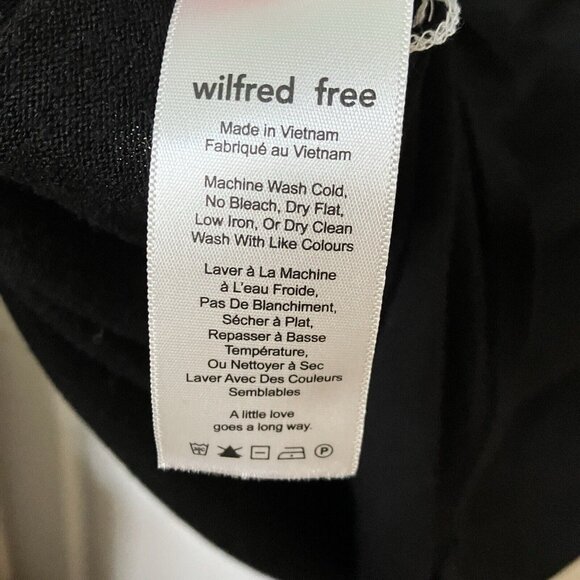 wilfred free
Made in Vietnam
Fabriqué au Vietnam
Machine Wash Cold,
No Bleach, Dry Flat,
Low Iron, Or Dry Clean
Wash With Like Colours
Laver à La Machine
à L'eau Froide,
Pas De Blanchiment,
Sécher à Plat,
Repasser à Basse
Température,
Ou Nettoyer à Sec
Laver Avec Des Couleurs
Semblables
A little love
goes a long way.
P